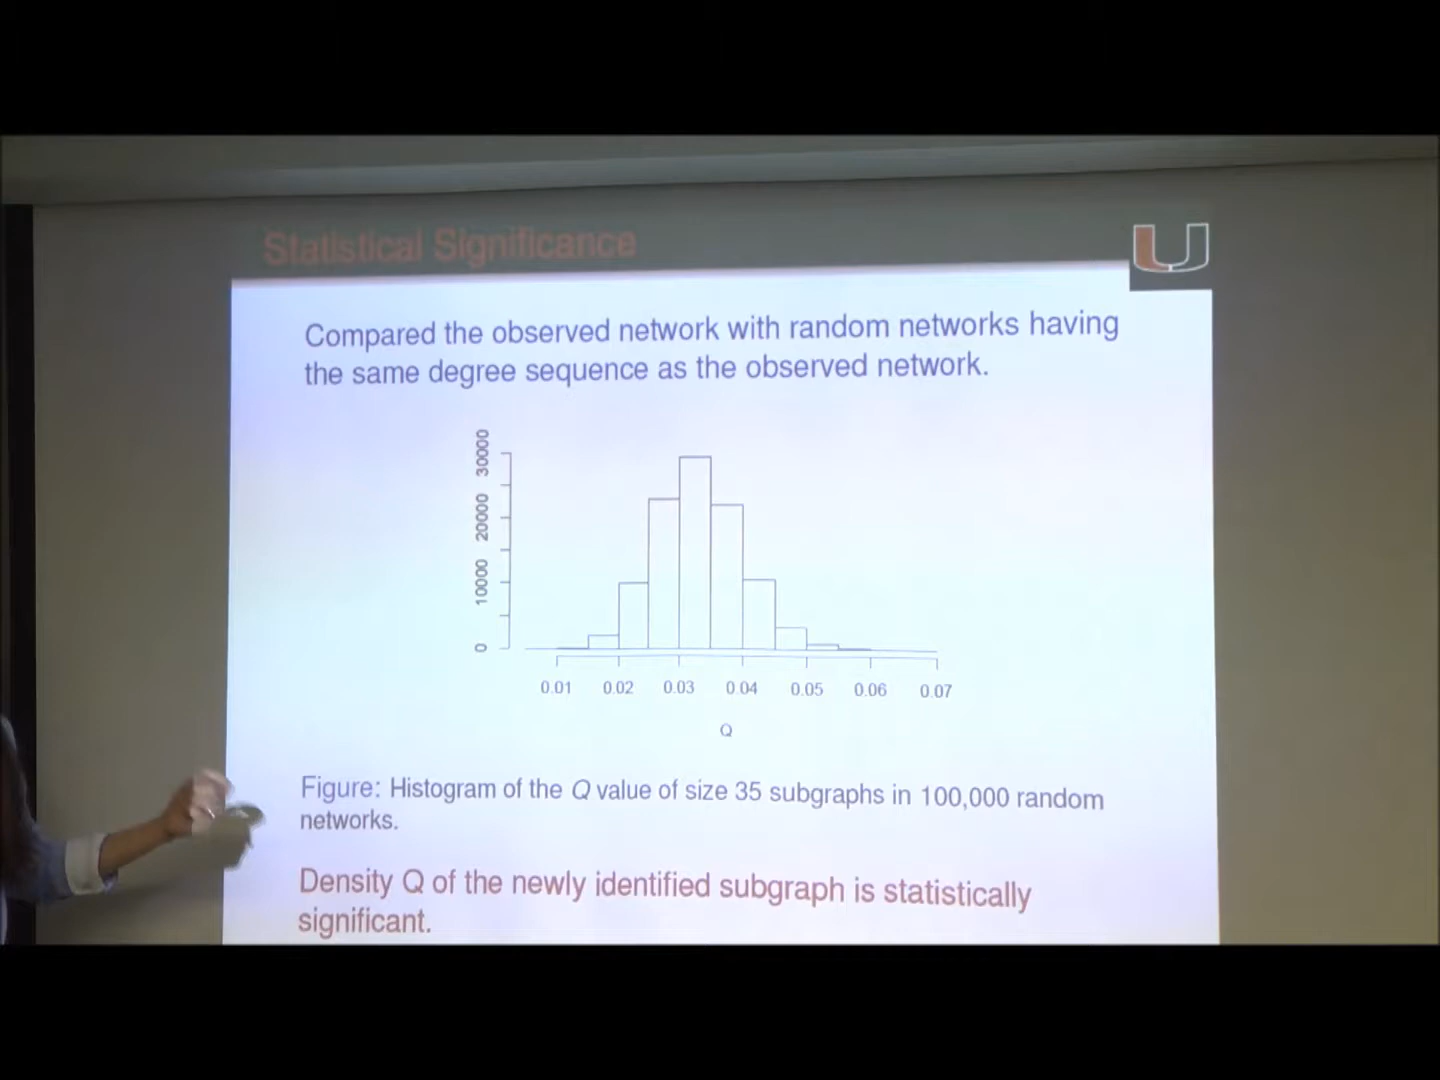 Statistical Significance
U
Compared the observed network with random networks having
the same degree sequence as the observed network.
30000
20000
10000
0
0.01 0.02 0.03 0.04 0.05 0.06 0.07
Q
Figure: Histogram of the Q value of size 35 subgraphs in 100,000 random
networks.
Density Q of the newly identified subgraph is statistically
significant.